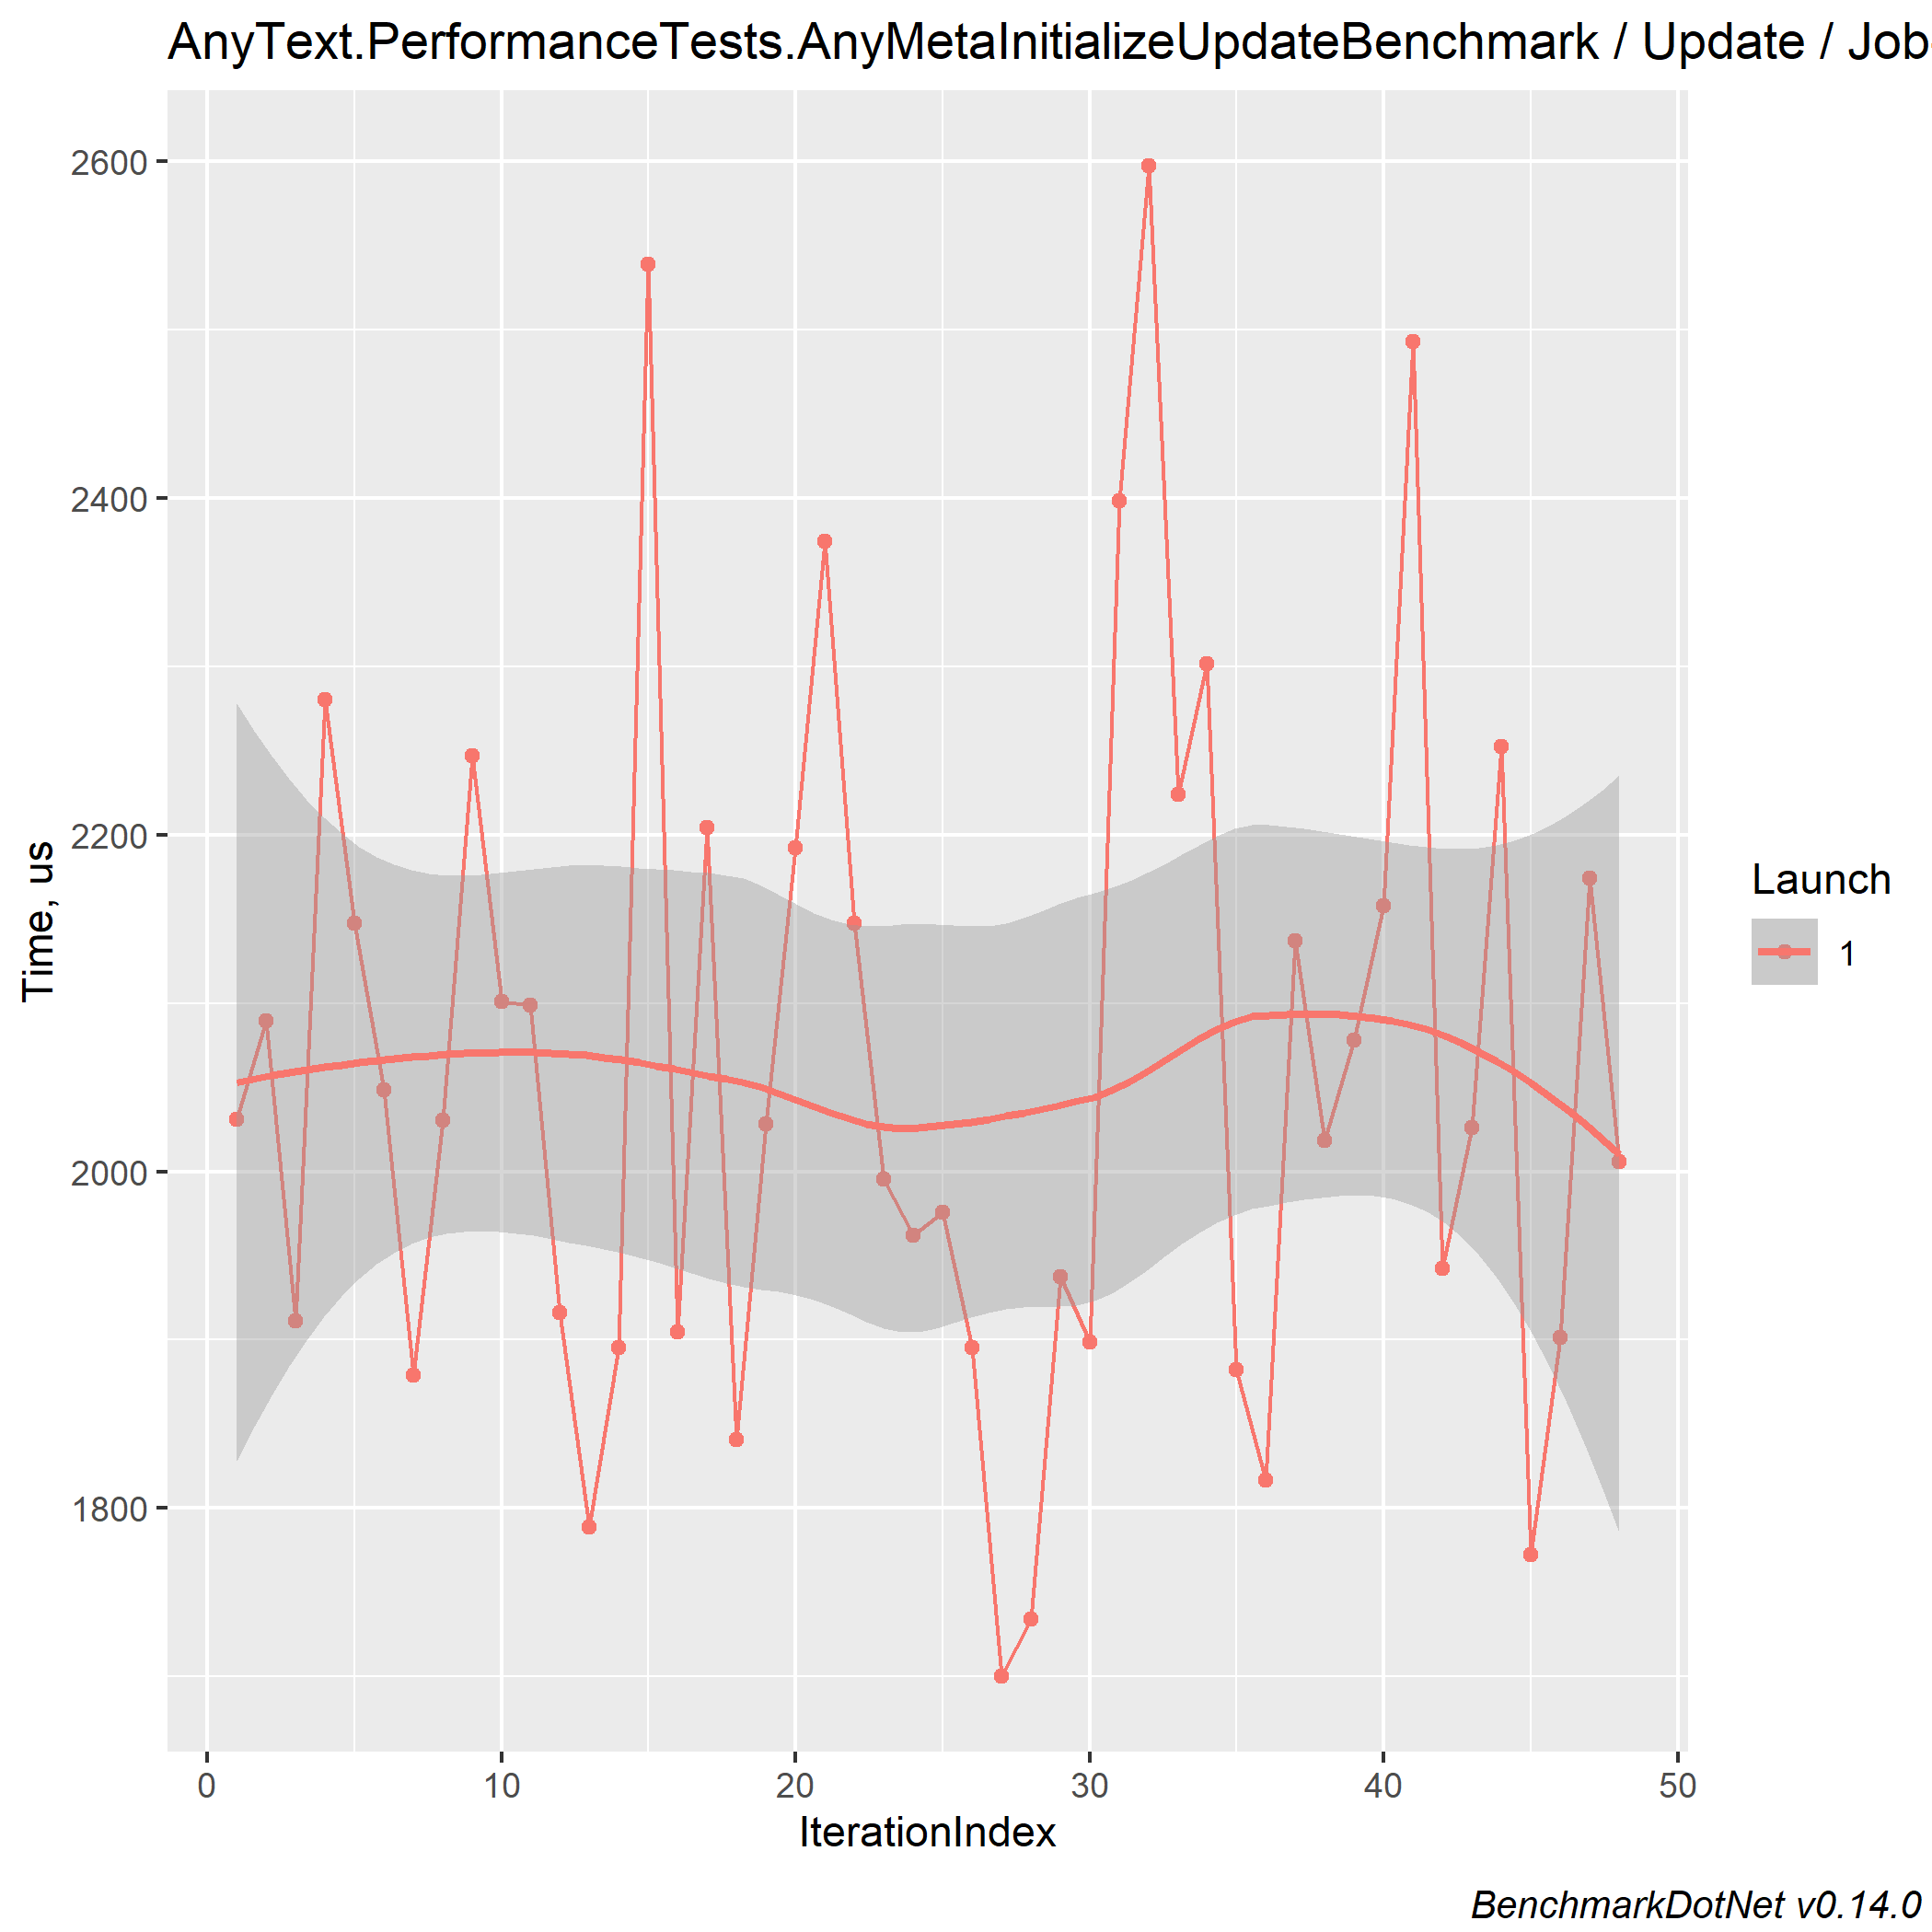 AnyText.PerformanceTests.AnyMetaInitializeUpdateBenchmark / Update / Job
2600
2400
2200
2000
1800
Time, us
0 10 20 30 40 50
IterationIndex
Launch
1
BenchmarkDotNet v0.14.0